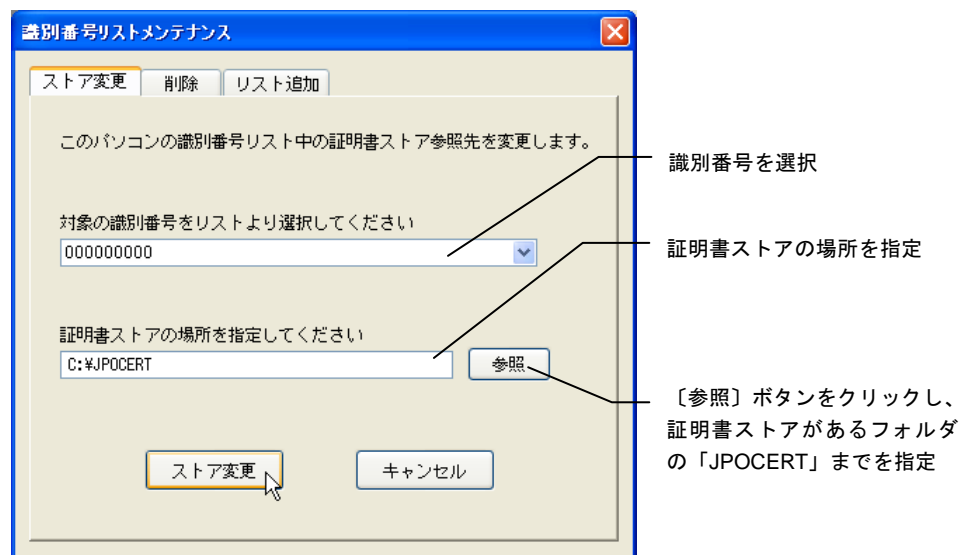 識別番号リストメンテナンス
ストア変更 削除 リスト追加
このパソコンの識別番号リスト中の証明書ストア参照先を変更します。
識別番号を選択
対象の識別番号をリストより選択してください
000000000
証明書ストアの場所を指定
証明書ストアの場所を指定してください
C:¥JPOCERT 参照
〔参照〕ボタンをクリックし、
証明書ストアがあるフォルダ
の「JPOCERT」までを指定
ストア変更 キャンセル